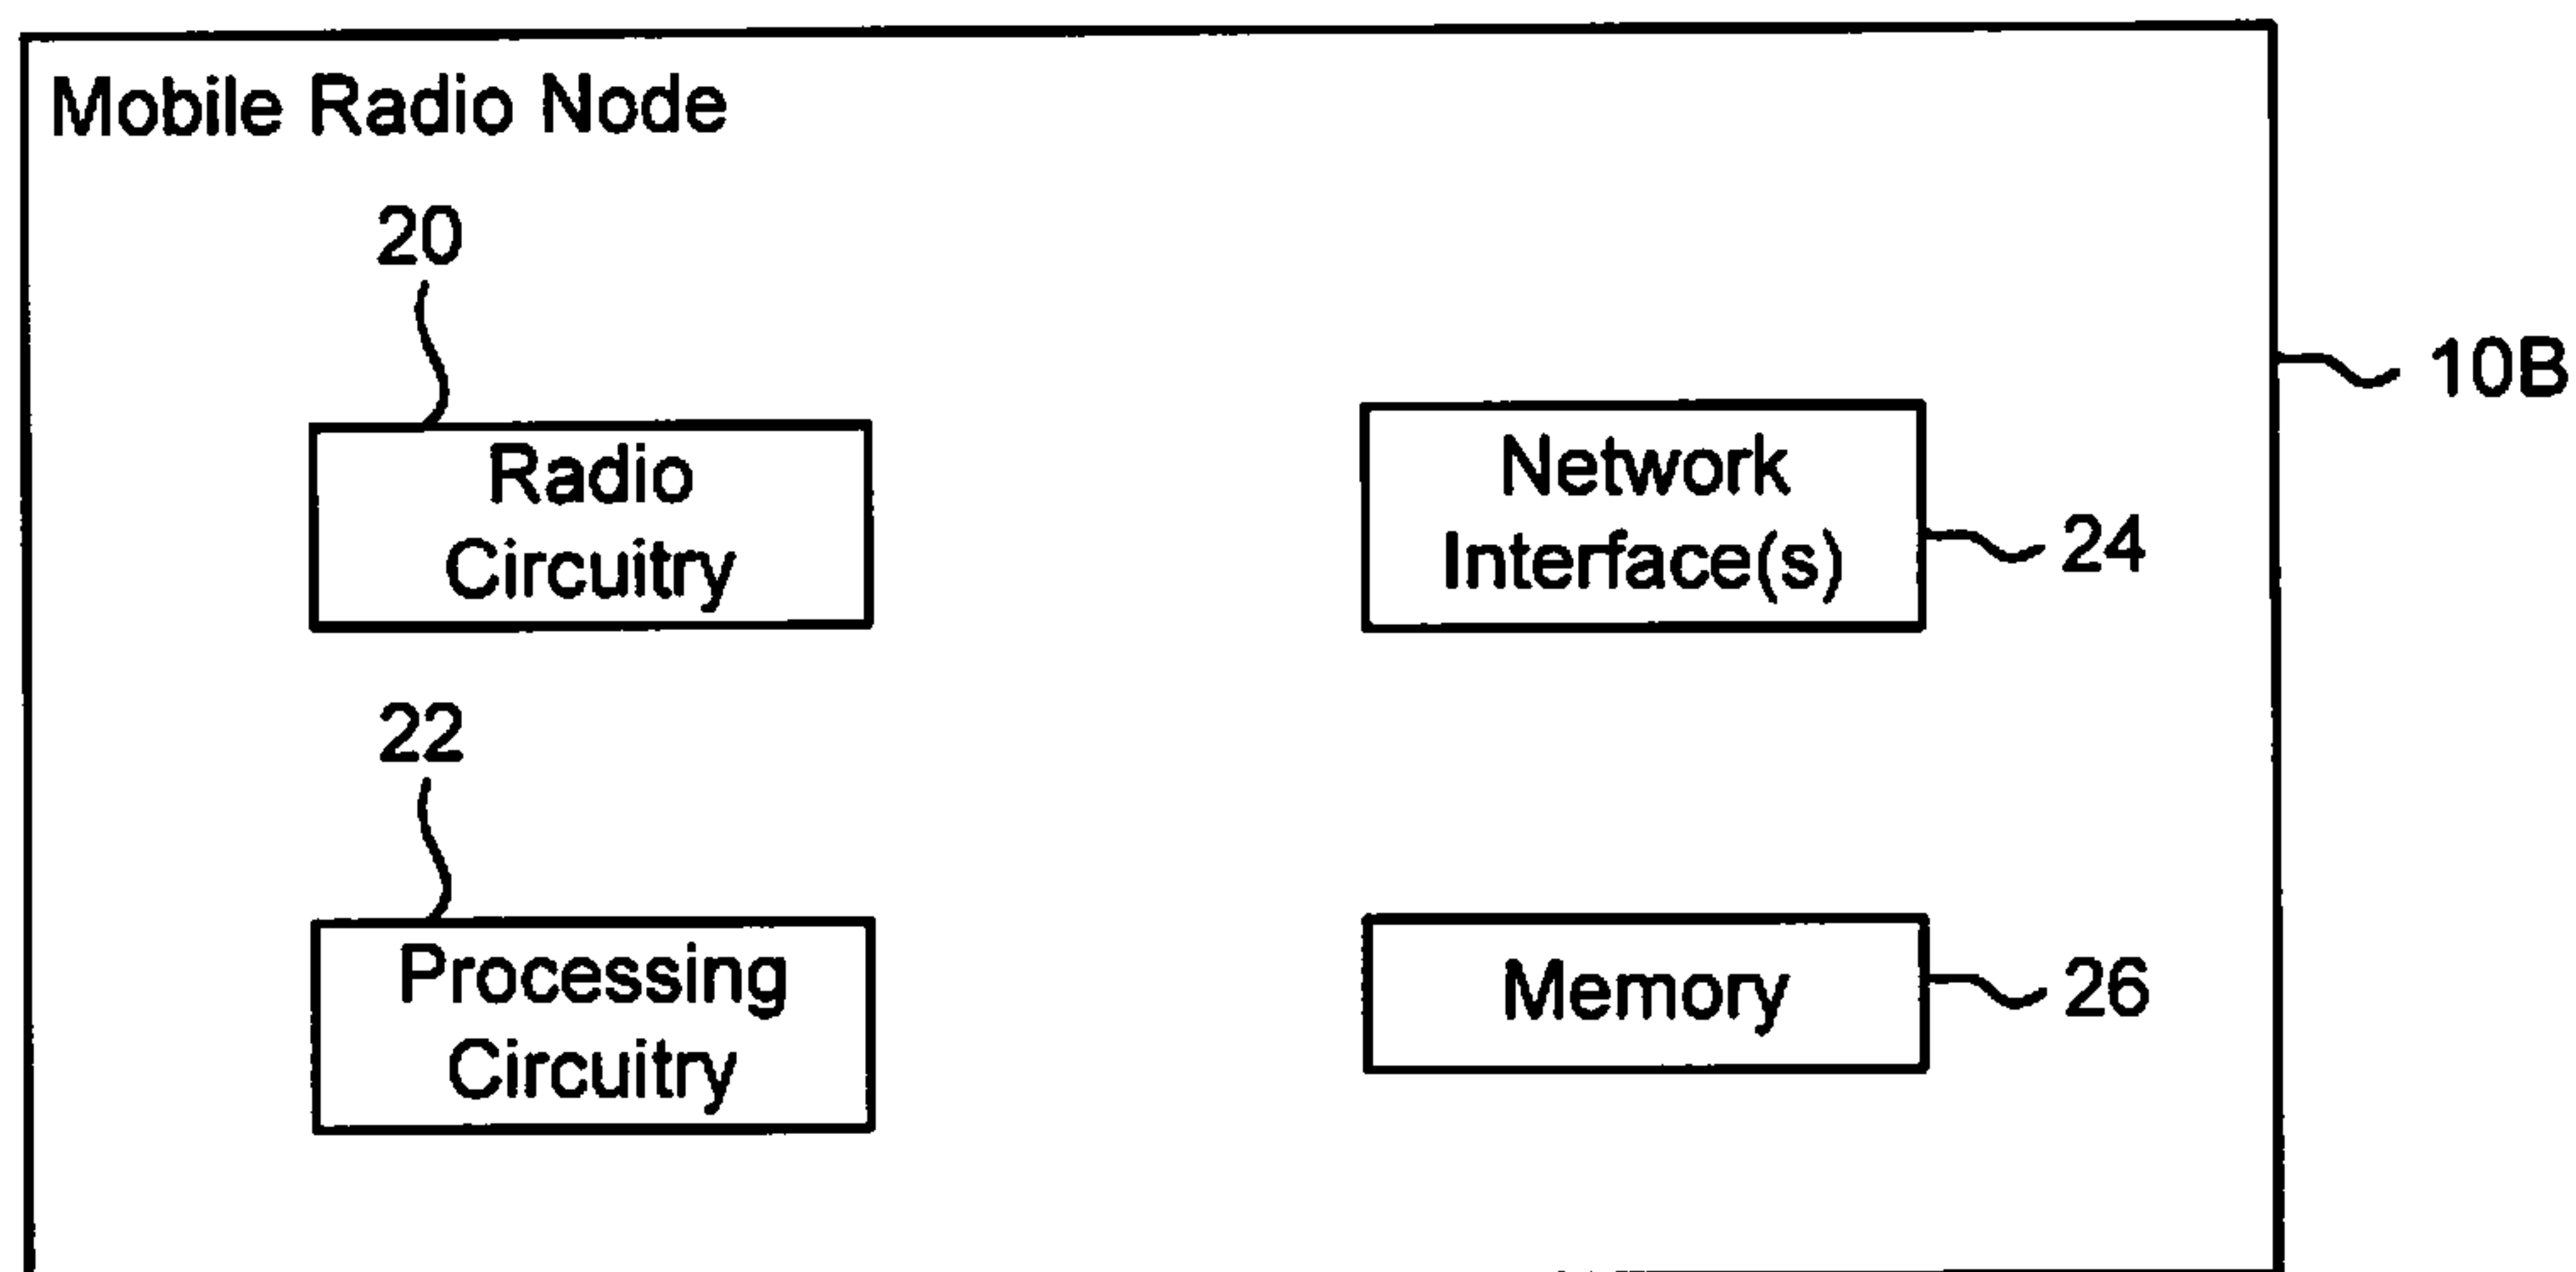 Mobile Radio Node
20
Radio
Circuitry
Network
Interface(s)
24
10B
22
Processing
Circuitry
Memory
26